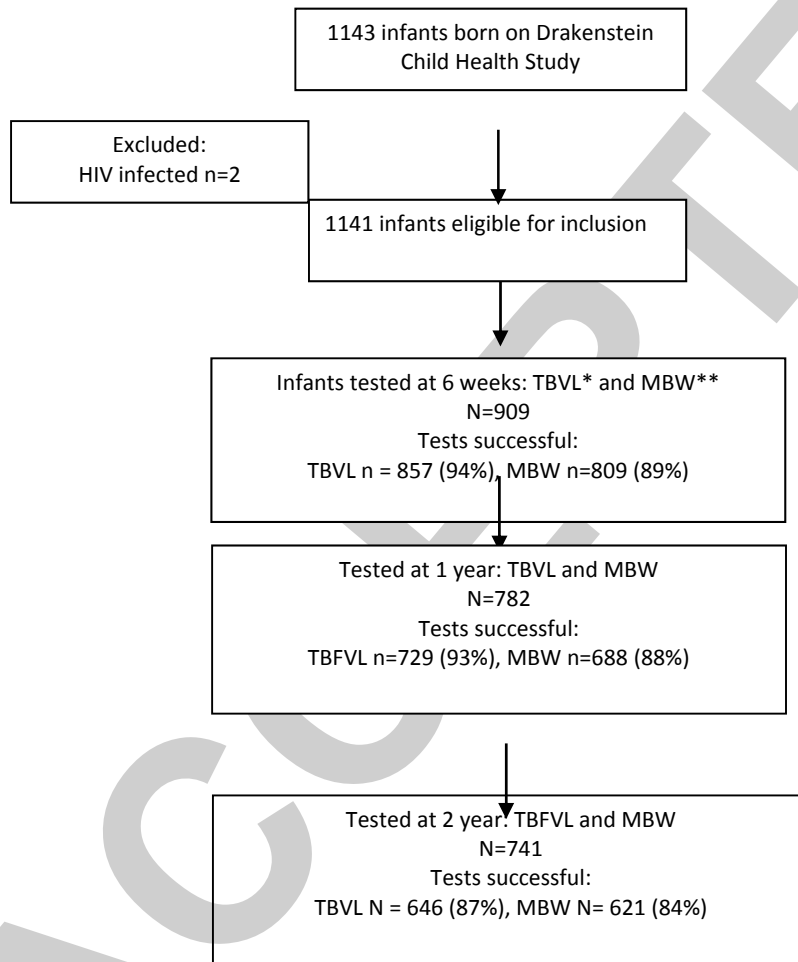 1143 infants born on Drakenstein
Child Health Study
Excluded:
HIV infected n=2
1141 infants eligible for inclusion
Infants tested at 6 weeks: TBVL* and MBW**
N=909
Tests successful:
TBVL n = 857 (94%), MBW n=809 (89%)
Tested at 1 year: TBVL and MBW
N=782
Tests successful:
TBFVL n=729 (93%), MBW n=688 (88%)
Tested at 2 year: TBFVL and MBW
N=741
Tests successful:
TBVL N = 646 (87%), MBW N= 621 (84%)